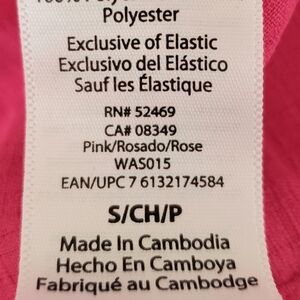 Polyester
Exclusive of Elastic
Exclusivo del Elástico
Sauf les Élastique
RN# 52469
CA# 08349
Pink/Rosado/Rose
WAS015
EAN/UPC 7 6132174584
S/CH/P
Made In Cambodia
Hecho En Camboya
Fabriqué au Cambodge